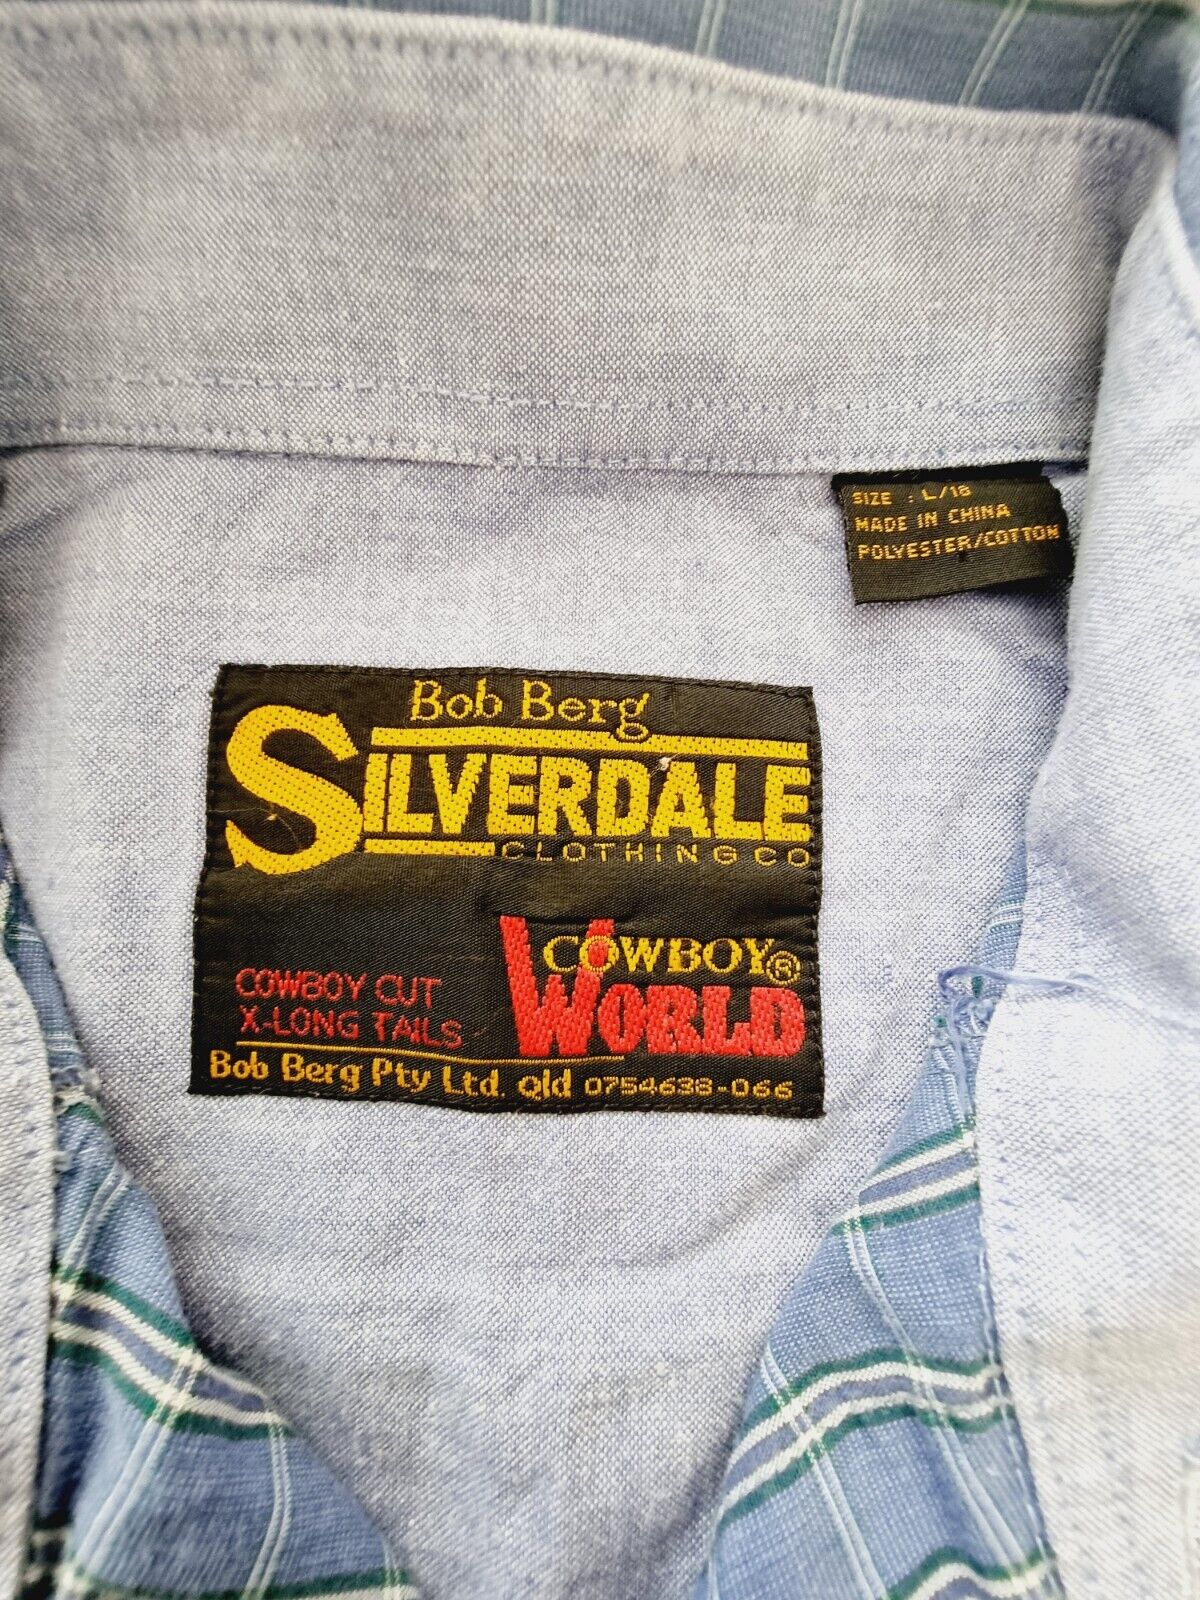 SIZE : L/16
MADE IN CHINA
POLYESTER/COTTON
Bob Berg
SILVERDALE
CLOTHING CO
COWBOY®
WORLD
COWBOY CUT
X-LONG TAILS
Bob Berg Pty Ltd. Qld 0754638-066